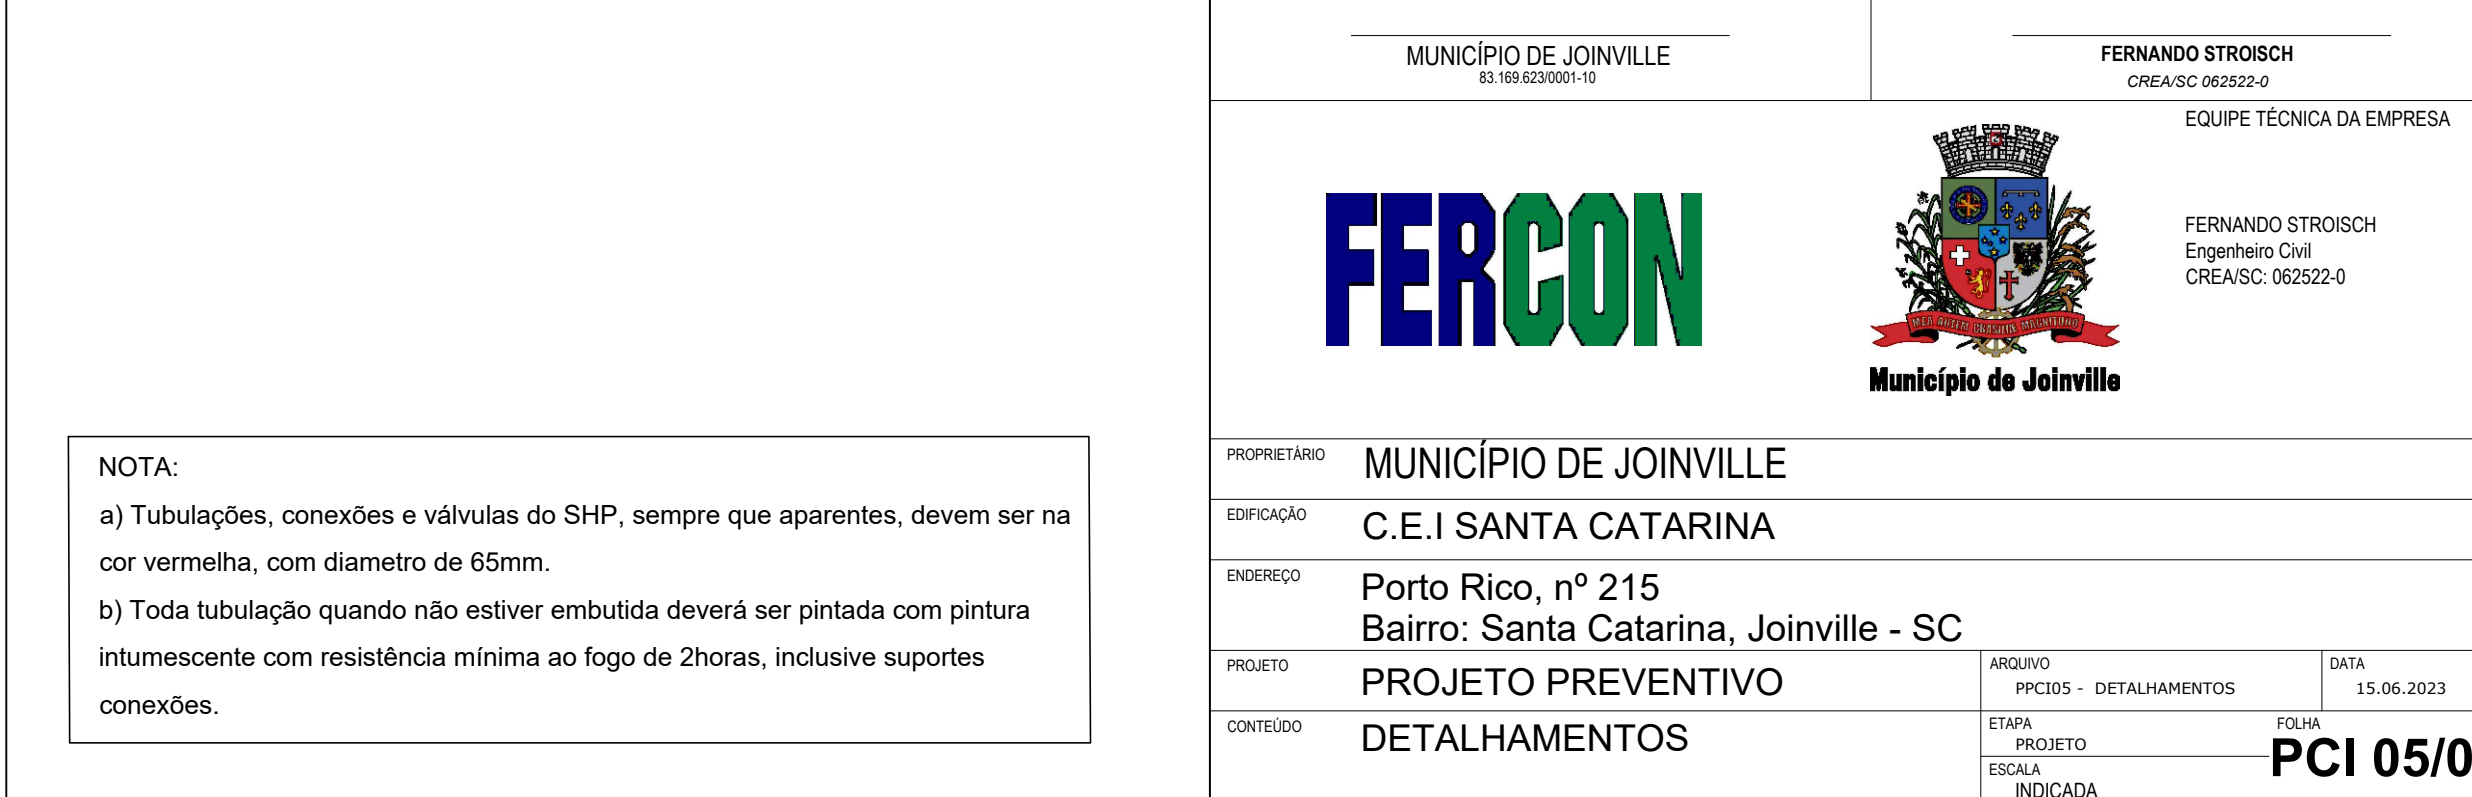 MUNICÍPIO DE JOINVILLE
83.169.623/0001-10
FERNANDO STROISCH
CREA/SC 062522-0
EQUIPE TÉCNICA DA EMPRESA
FERCON
FERNANDO STROISCH
Engenheiro Civil
CREA/SC: 062522-0
MEA AUTEM BRASILIAE MAGNITUDO
Município de Joinville
NOTA:
a) Tubulações, conexões e válvulas do SHP, sempre que aparentes, devem ser na
cor vermelha, com diametro de 65mm.
b) Toda tubulação quando não estiver embutida deverá ser pintada com pintura
intumescente com resistência mínima ao fogo de 2horas, inclusive suportes
conexões.
PROPRIETÁRIO MUNICÍPIO DE JOINVILLE
EDIFICAÇÃO C.E.I SANTA CATARINA
ENDEREÇO Porto Rico, nº 215
Bairro: Santa Catarina, Joinville - SC
PROJETO PROJETO PREVENTIVO
ARQUIVO
PPCI05 - DETALHAMENTOS
DATA
15.06.2023
CONTEÚDO DETALHAMENTOS
ETAPA
PROJETO
FOLHA
PCI 05/0
ESCALA
INDICADA